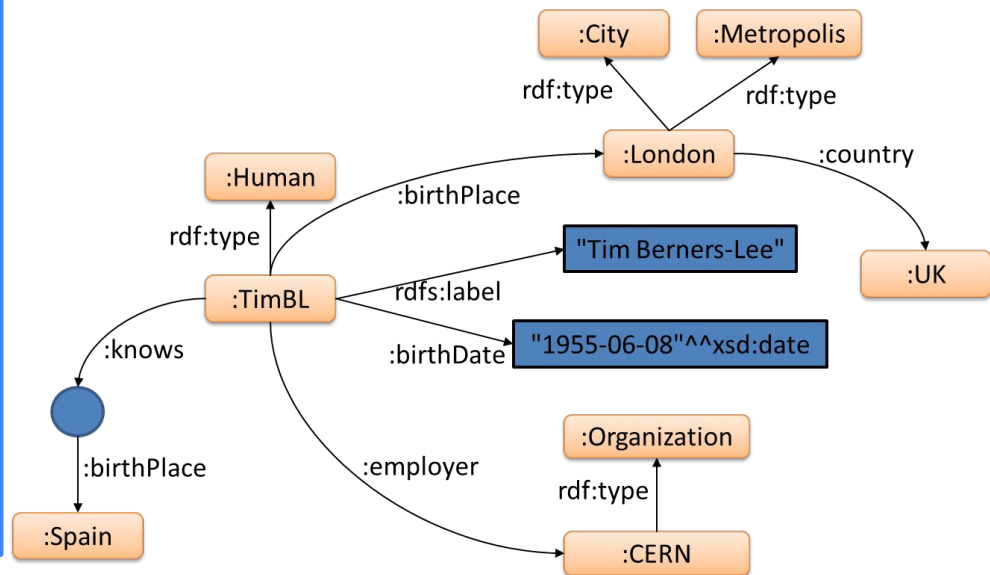 :City
:Metropolis
rdf:type
rdf:type
:London
:country
:Human
:birthPlace
rdf:type
"Tim Berners-Lee"
:UK
:TimBL
rdfs:label
"1955-06-08"^^xsd:date
:birthDate
:knows
:Organization
:employer
:birthPlace
rdf:type
:Spain
:CERN